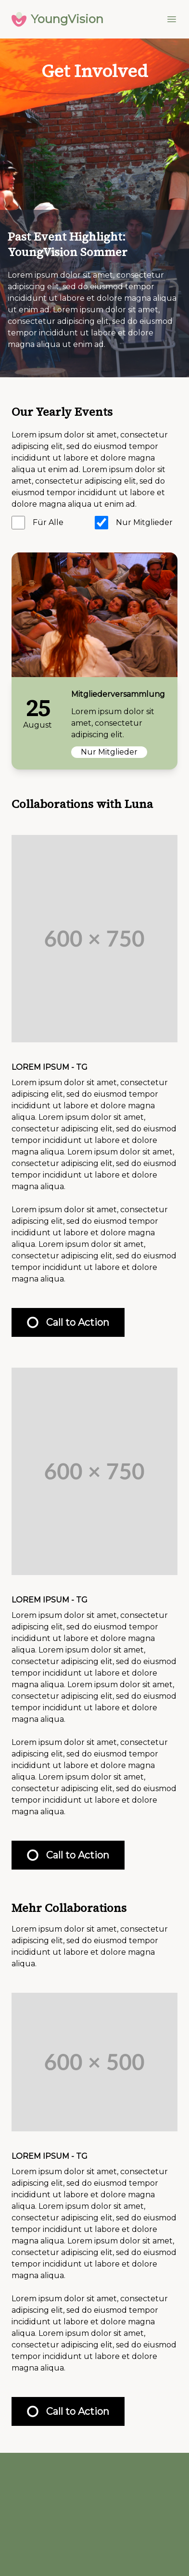 YoungVision
Get Involved
Past Event Highlight:
YoungVision Sommer
Lorem ipsum dolor sit amet, consectetur
adipiscing elit, sed do eiusmod tempor
incididunt ut labore et dolore magna aliqua
ut enim ad. Lorem ipsum dolor sit amet,
consectetur adipiscing elit, sed do eiusmod
tempor incididunt ut labore et dolore
magna aliqua ut enim ad.
Our Yearly Events
Lorem ipsum dolor sit amet, consectetur
adipiscing elit, sed do eiusmod tempor
incididunt ut labore et dolore magna
aliqua ut enim ad. Lorem ipsum dolor sit
amet, consectetur adipiscing elit, sed do
eiusmod tempor incididunt ut labore et
dolore magna aliqua ut enim ad.
Für Alle Nur Mitglieder
25
August
Mitgliederversammlung
Lorem ipsum dolor sit
amet, consectetur
adipiscing elit.
Nur Mitglieder
Collaborations with Luna
600 × 750
LOREM IPSUM - TG
Lorem ipsum dolor sit amet, consectetur
adipiscing elit, sed do eiusmod tempor
incididunt ut labore et dolore magna
aliqua. Lorem ipsum dolor sit amet,
consectetur adipiscing elit, sed do eiusmod
tempor incididunt ut labore et dolore
magna aliqua. Lorem ipsum dolor sit amet,
consectetur adipiscing elit, sed do eiusmod
tempor incididunt ut labore et dolore
magna aliqua.
Lorem ipsum dolor sit amet, consectetur
adipiscing elit, sed do eiusmod tempor
incididunt ut labore et dolore magna
aliqua. Lorem ipsum dolor sit amet,
consectetur adipiscing elit, sed do eiusmod
tempor incididunt ut labore et dolore
magna aliqua.
Call to Action
600 × 750
LOREM IPSUM - TG
Lorem ipsum dolor sit amet, consectetur
adipiscing elit, sed do eiusmod tempor
incididunt ut labore et dolore magna
aliqua. Lorem ipsum dolor sit amet,
consectetur adipiscing elit, sed do eiusmod
tempor incididunt ut labore et dolore
magna aliqua. Lorem ipsum dolor sit amet,
consectetur adipiscing elit, sed do eiusmod
tempor incididunt ut labore et dolore
magna aliqua.
Lorem ipsum dolor sit amet, consectetur
adipiscing elit, sed do eiusmod tempor
incididunt ut labore et dolore magna
aliqua. Lorem ipsum dolor sit amet,
consectetur adipiscing elit, sed do eiusmod
tempor incididunt ut labore et dolore
magna aliqua.
Call to Action
Mehr Collaborations
Lorem ipsum dolor sit amet, consectetur
adipiscing elit, sed do eiusmod tempor
incididunt ut labore et dolore magna
aliqua.
600 × 500
LOREM IPSUM - TG
Lorem ipsum dolor sit amet, consectetur
adipiscing elit, sed do eiusmod tempor
incididunt ut labore et dolore magna
aliqua. Lorem ipsum dolor sit amet,
consectetur adipiscing elit, sed do eiusmod
tempor incididunt ut labore et dolore
magna aliqua. Lorem ipsum dolor sit amet,
consectetur adipiscing elit, sed do eiusmod
tempor incididunt ut labore et dolore
magna aliqua.
Lorem ipsum dolor sit amet, consectetur
adipiscing elit, sed do eiusmod tempor
incididunt ut labore et dolore magna
aliqua. Lorem ipsum dolor sit amet,
consectetur adipiscing elit, sed do eiusmod
tempor incididunt ut labore et dolore
magna aliqua.
Call to Action